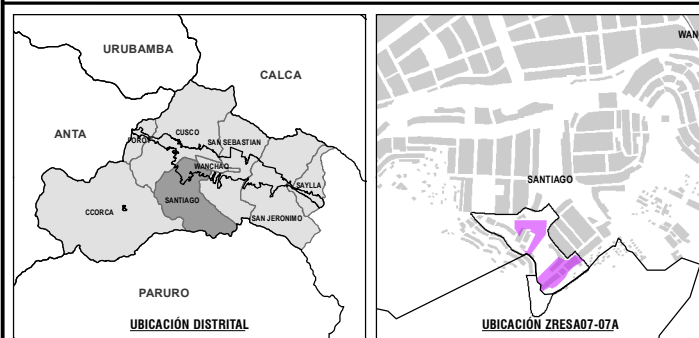 URUBAMBA
CALCA
ANTA
CUSCO
POROY
SAN SEBASTIAN
WANCHAQ
SAYLLA
SANTIAGO
CCORCA
SAN JERONIMO
PARURO
UBICACIÓN DISTRITAL
WAN
SANTIAGO
UBICACIÓN ZRESA07-07A